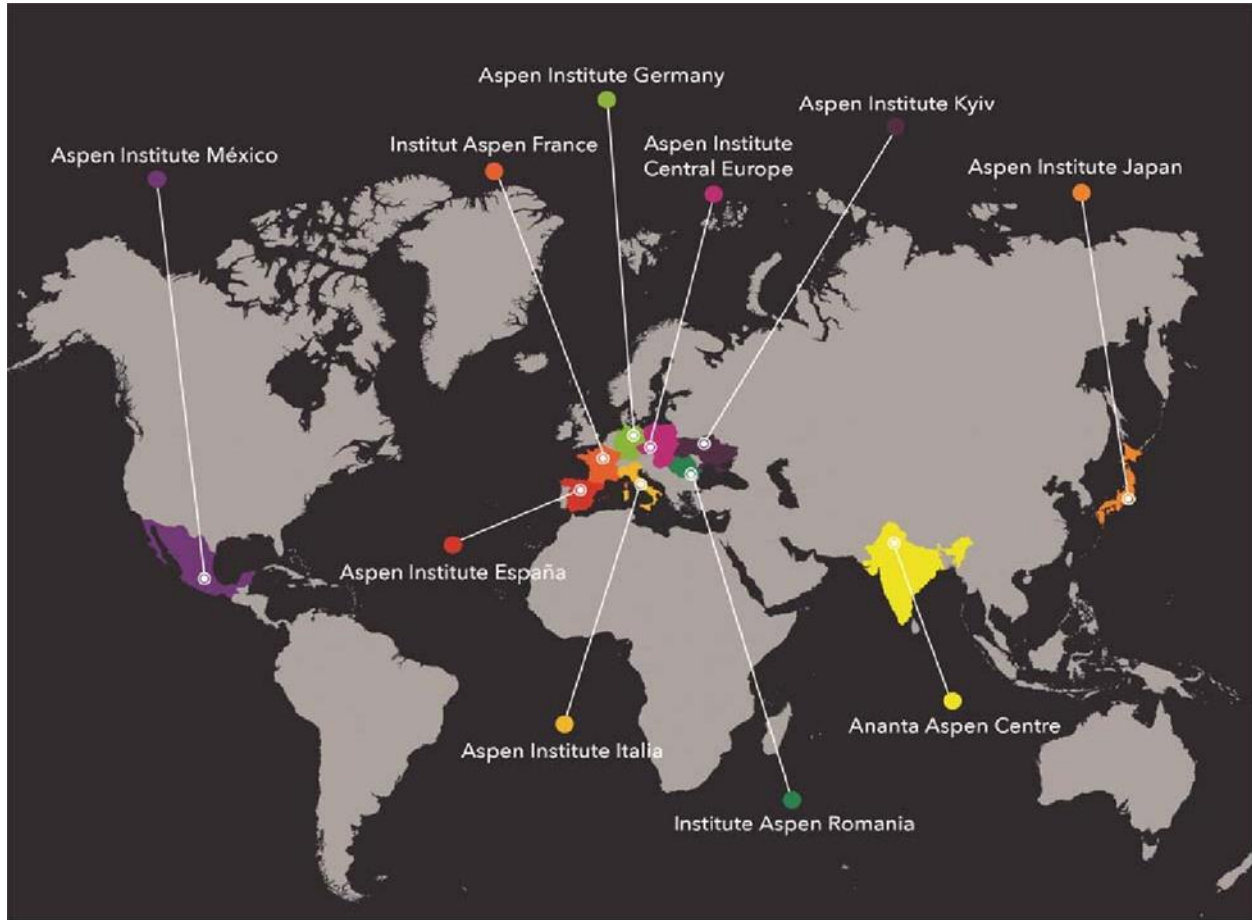 Aspen Institute Germany
Aspen Institute Kyiv
Institut Aspen France
Aspen Institute
Central Europe
Aspen Institute México
Aspen Institute Japan
Aspen Institute España
Aspen Institute Italia
Ananta Aspen Centre
Institute Aspen Romania